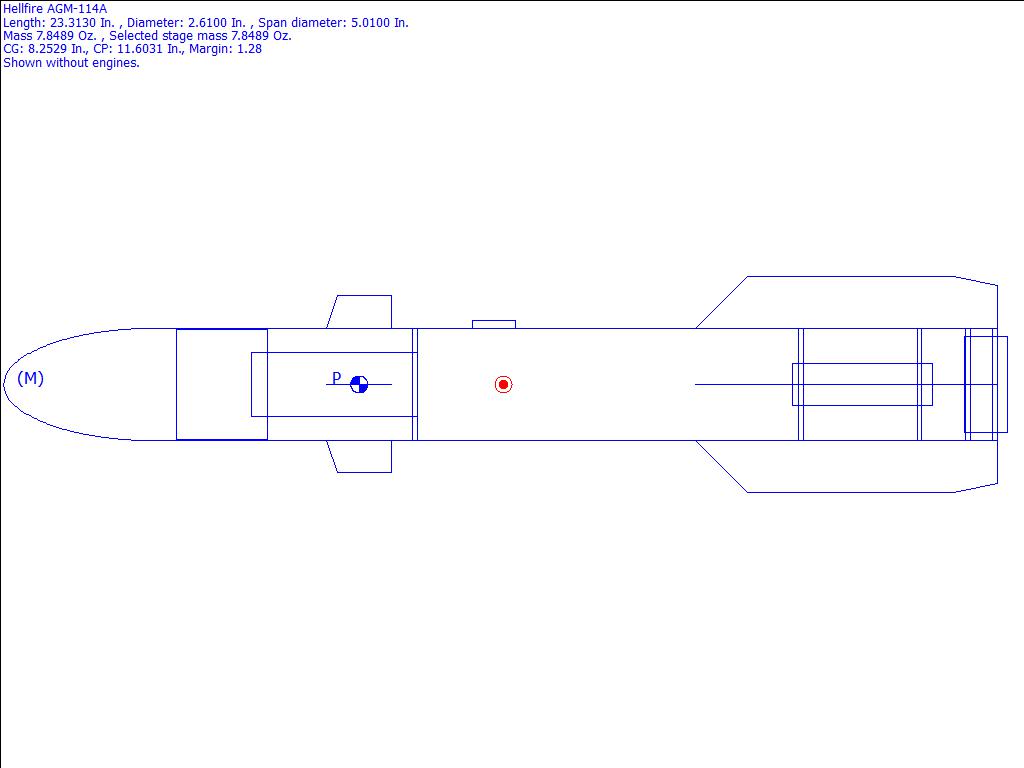 Hellfire AGM-114A
Length: 23.3130 In. , Diameter: 2.6100 In. , Span diameter: 5.0100 In.
Mass 7.8489 Oz. , Selected stage mass 7.8489 Oz.
CG: 8.2529 In., CP: 11.6031 In., Margin: 1.28
Shown without engines.
(M)
P